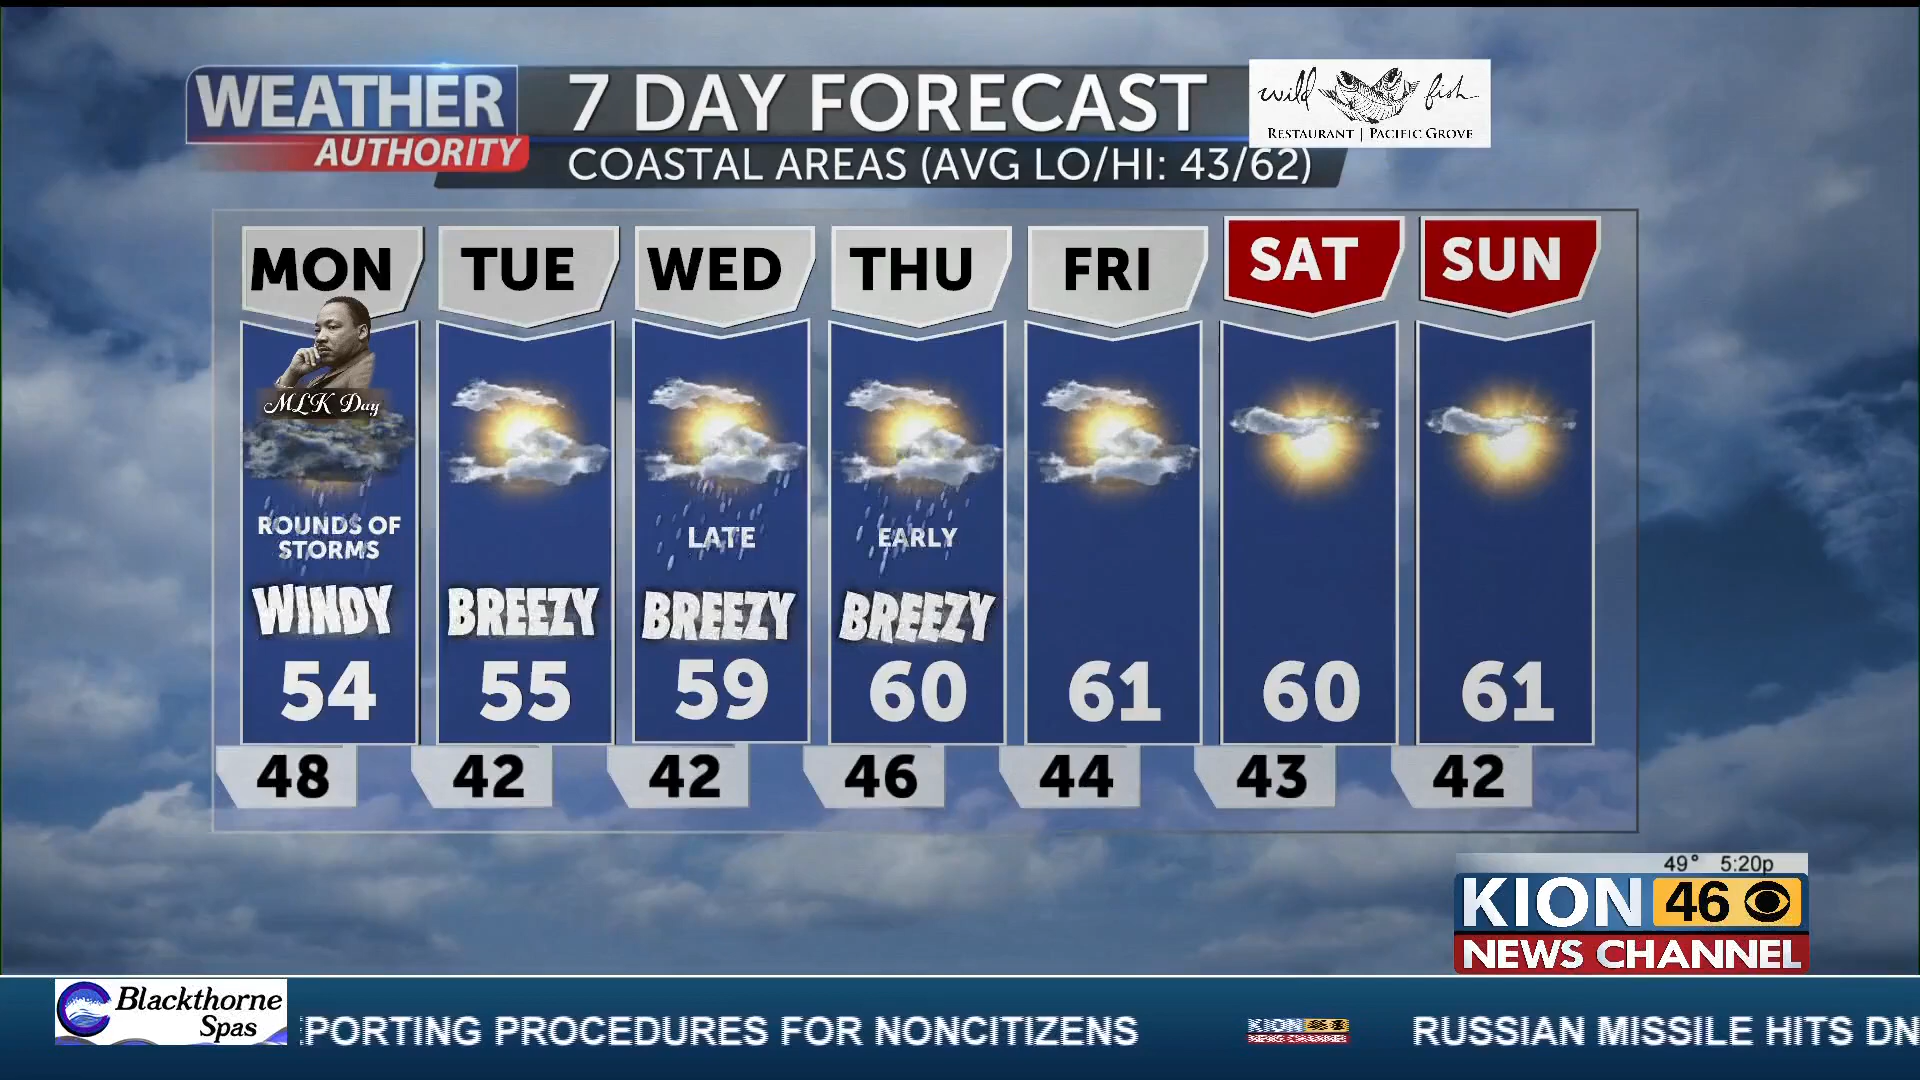 WEATHER
AUTHORITY
7 DAY FORECAST
wild fish
RESTAURANT | PACIFIC GROVE
COASTAL AREAS (AVG LO/HI: 43/62)
MON
TUE
WED
THU
FRI
SAT
SUN
MLK Day
ROUNDS OF
STORMS
LATE
EARLY
WINDY
BREEZY
BREEZY
BREEZY
54
55
59
60
61
60
61
48
42
42
46
44
43
42
49° 5:20p
KION 46
NEWS CHANNEL
Blackthorne
Spas
PORTING PROCEDURES FOR NONCITIZENS
KION
NEWS CHANNEL
RUSSIAN MISSILE HITS DN